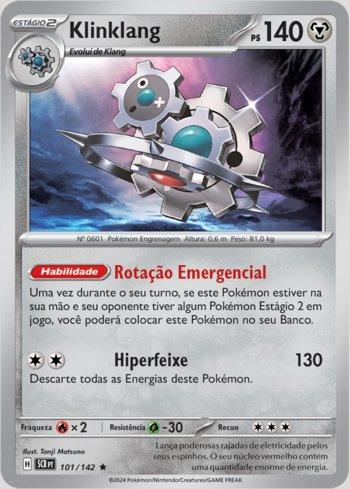 ESTÁGIO 2
Klinklang
PS 140
Evolui de Klang
Nº 0601 Pokémon Engrenagem Altura: 0,6 m Peso: 81,0 kg
Habilidade Rotação Emergencial
Uma vez durante o seu turno, se este Pokémon estiver na
sua mão e seu oponente tiver algum Pokémon Estágio 2 em
jogo, você poderá colocar este Pokémon no seu Banco.
Hiperfeixe 130
Descarte todas as Energias deste Pokémon.
Fraqueza ×2 Resistência -30 Recuo
Ilust. Tonji Matsuno
H SCR PT 101/142
Lança poderosas rajadas de eletricidade pelos
seus espigões. O núcleo vermelho contém
uma quantidade enorme de energia.
©2024 Pokémon/Nintendo/Creatures/GAME FREAK